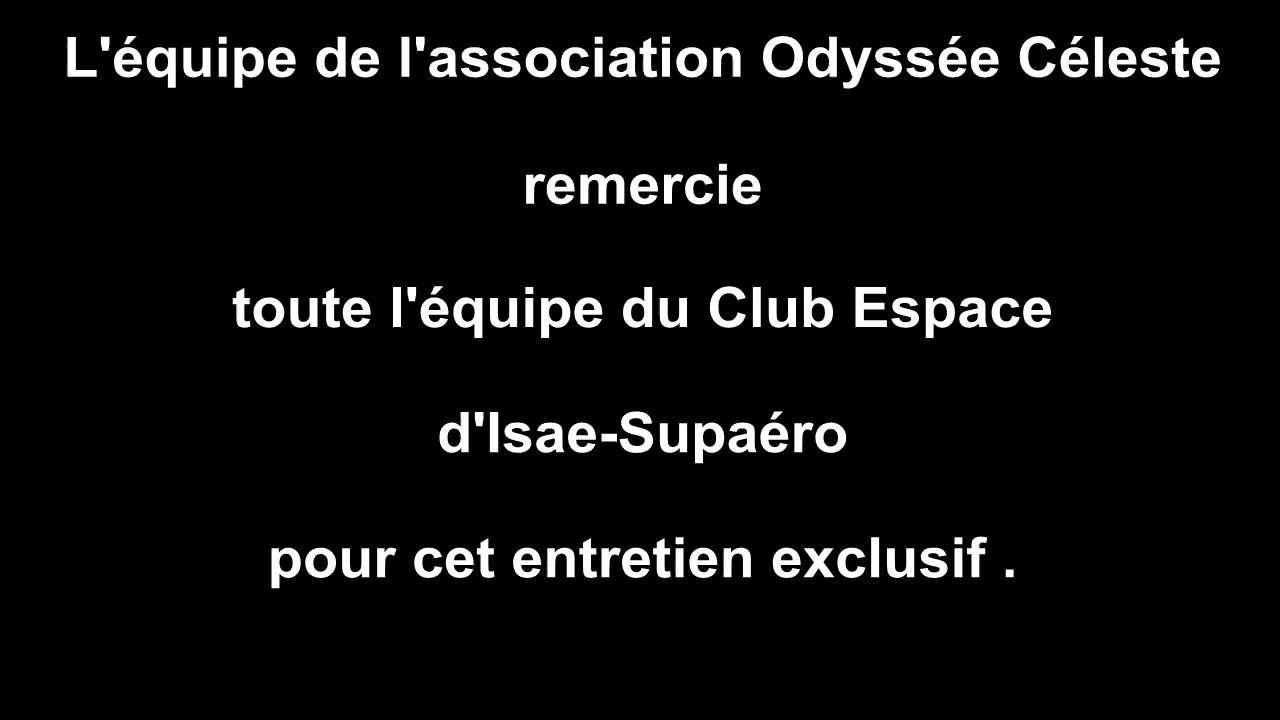 L'équipe de l'association Odyssée Céleste
remercie
toute l'équipe du Club Espace
d'Isae-Supaéro
pour cet entretien exclusif .